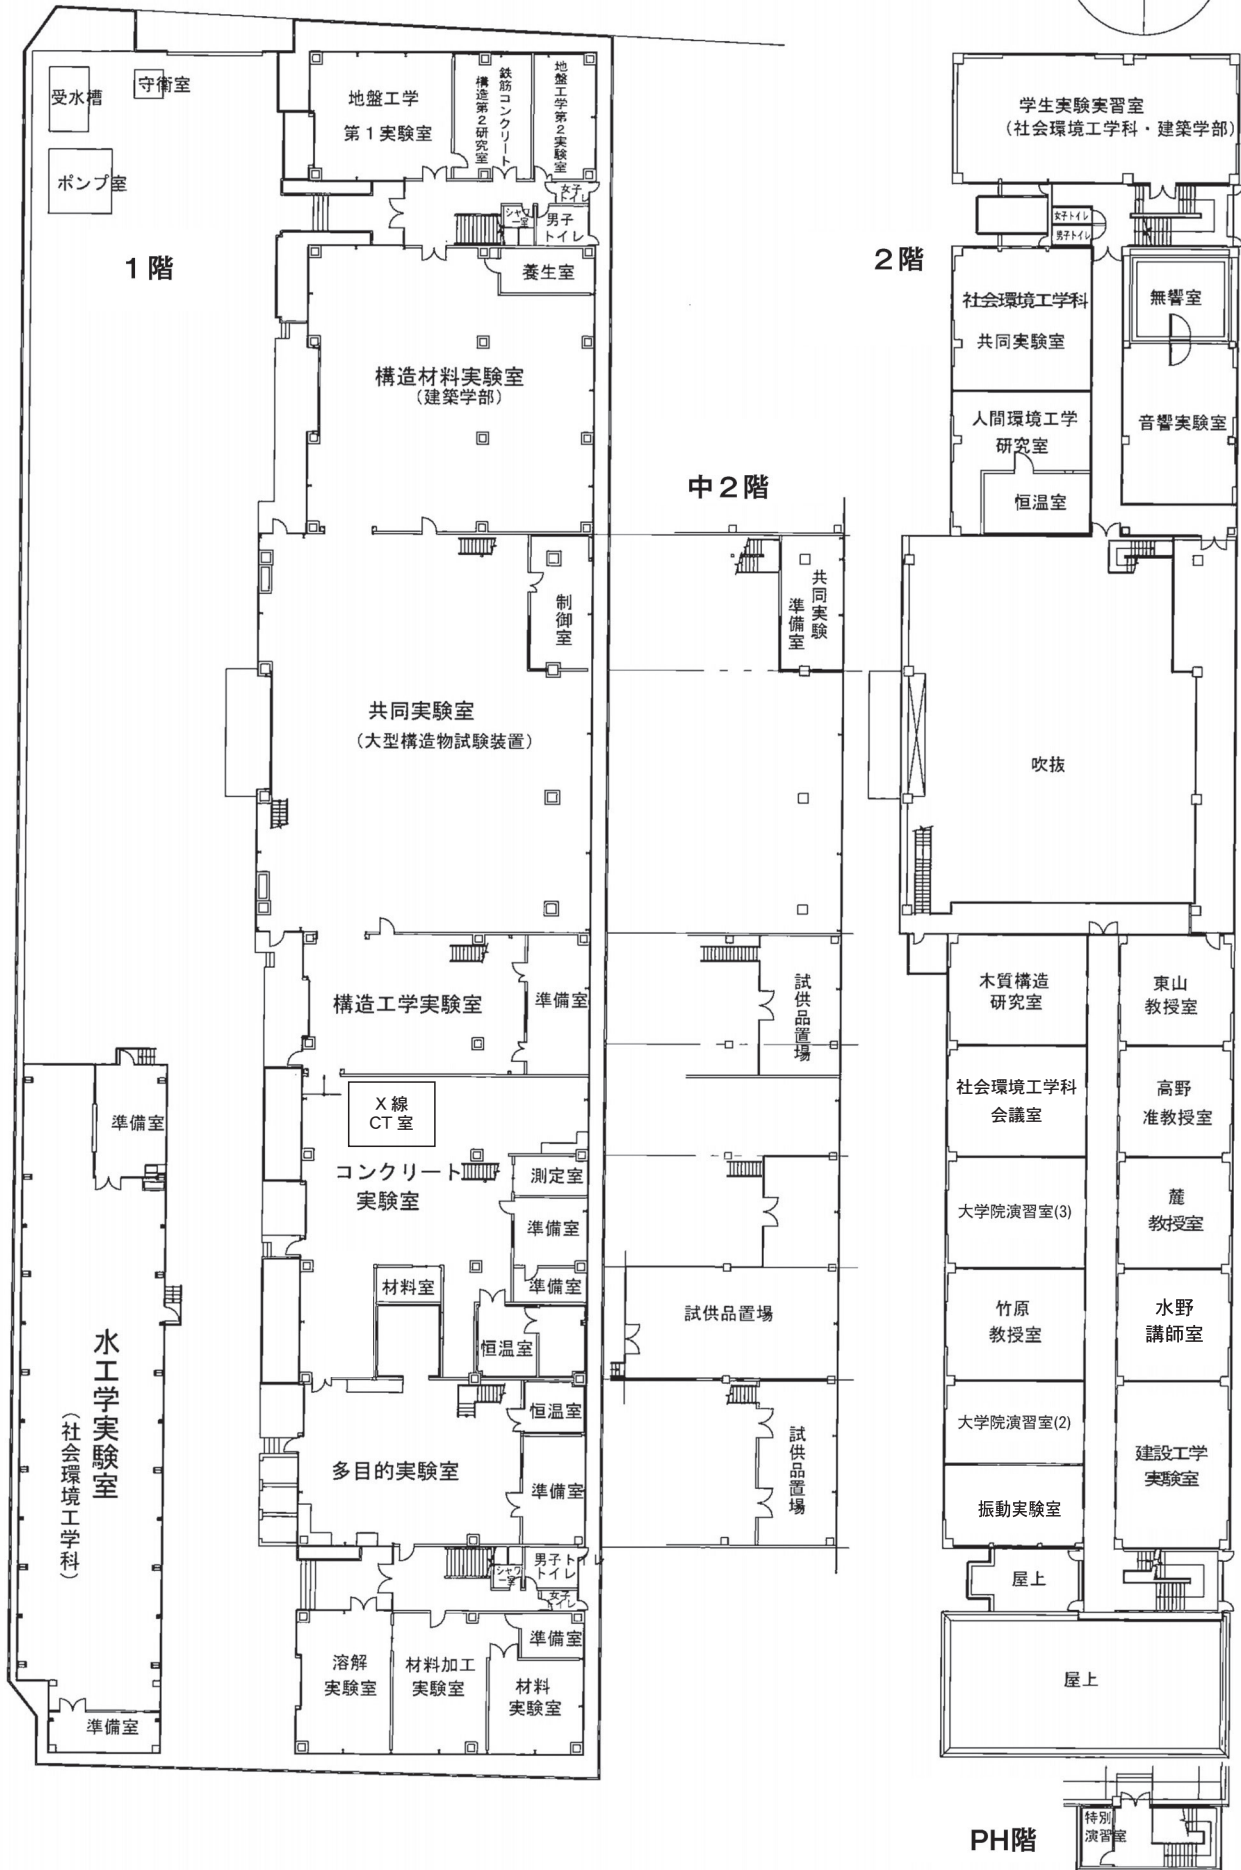 1階
受水槽
守衛室
ポンプ室
地盤工学
第1実験室
鉄筋コンクリート
構造第2研究室
地盤工学第2実験室
女子
トイレ
シャワ
ー室
男子
トイレ
養生室
構造材料実験室
(建築学部)
制御室
共同実験室
(大型構造物試験装置)
構造工学実験室
準備室
X線
CT室
コンクリート
実験室
測定室
準備室
準備室
材料室
恒温室
恒温室
多目的実験室
準備室
シャワ
ー室
男子トイレ
トイレ
女子
トイレ
溶解
実験室
材料加工
実験室
準備室
材料
実験室
準備室
水工学実験室
(社会環境工学科)
準備室
中2階
共同実験
準備室
試供品置場
試供品置場
試供品置場
2階
学生実験実習室
(社会環境工学科・建築学部)
女子トイレ
男子トイレ
社会環境工学科
共同実験室
無響室
人間環境工学
研究室
恒温室
音響実験室
吹抜
木質構造
研究室
東山
教授室
社会環境工学科
会議室
高野
准教授室
大学院演習室(3)
麓
教授室
竹原
教授室
水野
講師室
大学院演習室(2)
建設工学
実験室
振動実験室
屋上
屋上
PH階
特別
演習室